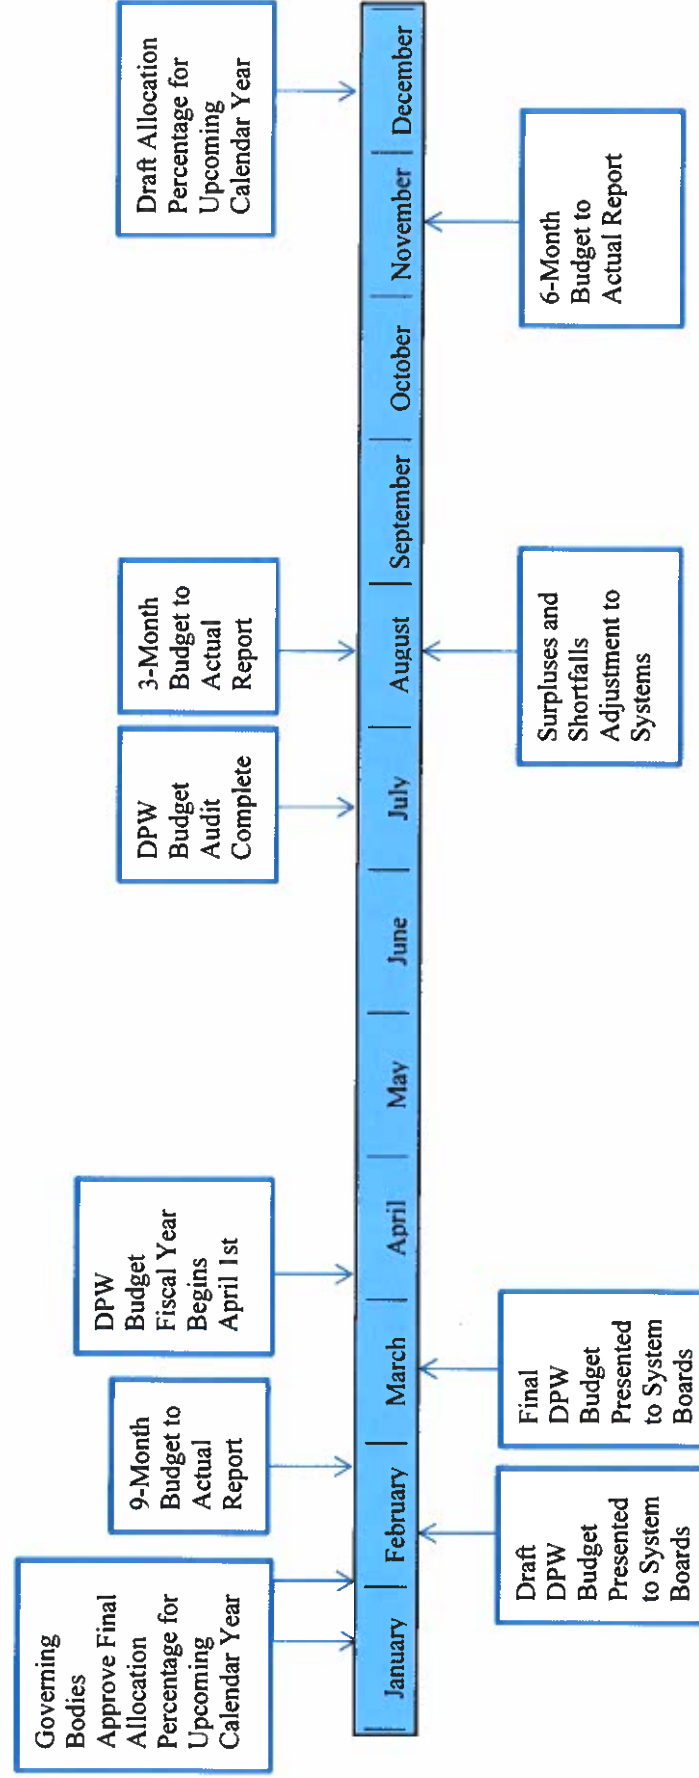 Governing
Bodies
Approve Final
Allocation
Percentage for
Upcoming
Calendar Year
9-Month
Budget to
Actual
Report
DPW
Budget
Fiscal Year
Begins
April 1st
DPW
Budget
Audit
Complete
3-Month
Budget to
Actual
Report
Draft Allocation
Percentage for
Upcoming
Calendar Year
January
February
March
April
May
June
July
August
September
October
November
December
Draft
DPW
Budget
Presented
to System
Boards
Final
DPW
Budget
Presented
to System
Boards
Surpluses and
Shortfalls
Adjustment to
Systems
6-Month
Budget to
Actual Report